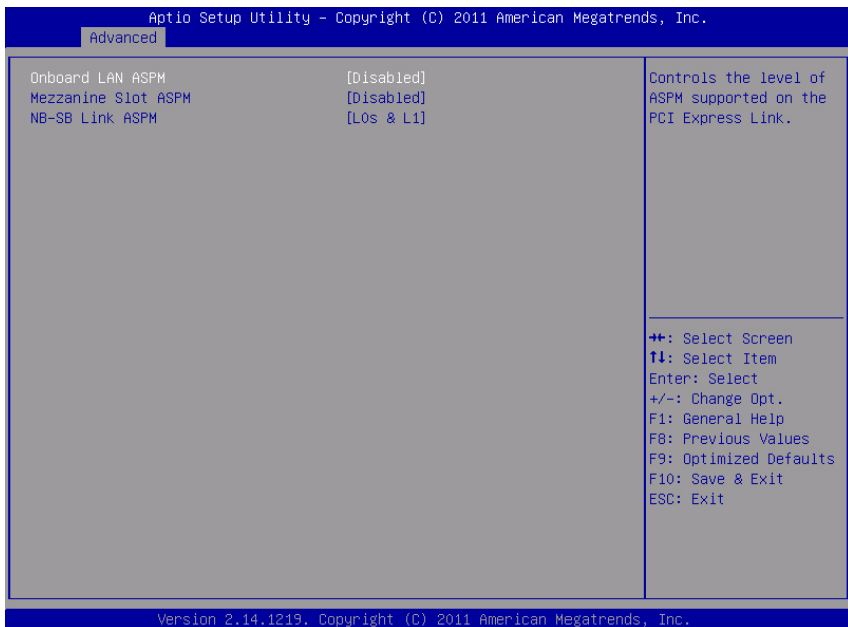 Aptio Setup Utility – Copyright (C) 2011 American Megatrends, Inc.
Advanced
Onboard LAN ASPM [Disabled]
Mezzanine Slot ASPM [Disabled]
NB-SB Link ASPM [L0s & L1]
Controls the level of
ASPM supported on the
PCI Express Link.
→←: Select Screen
↑↓: Select Item
Enter: Select
+/-: Change Opt.
F1: General Help
F8: Previous Values
F9: Optimized Defaults
F10: Save & Exit
ESC: Exit
Version 2.14.1219. Copyright (C) 2011 American Megatrends, Inc.